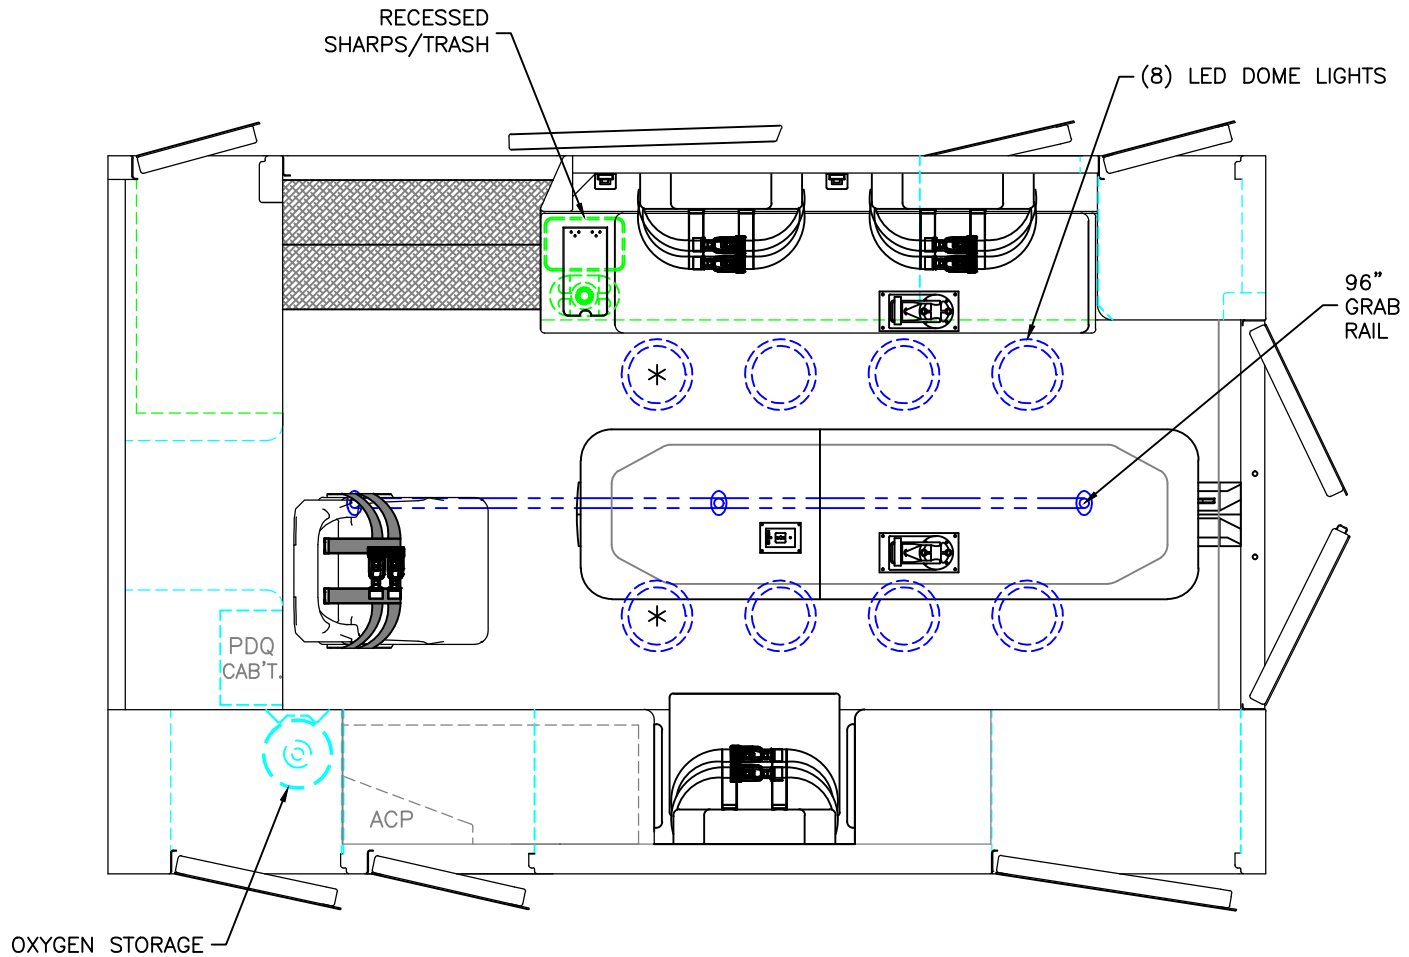 RECESSED
SHARPS/TRASH
(8) LED DOME LIGHTS
96"
GRAB
RAIL
PDQ
CAB'T.
ACP
OXYGEN STORAGE